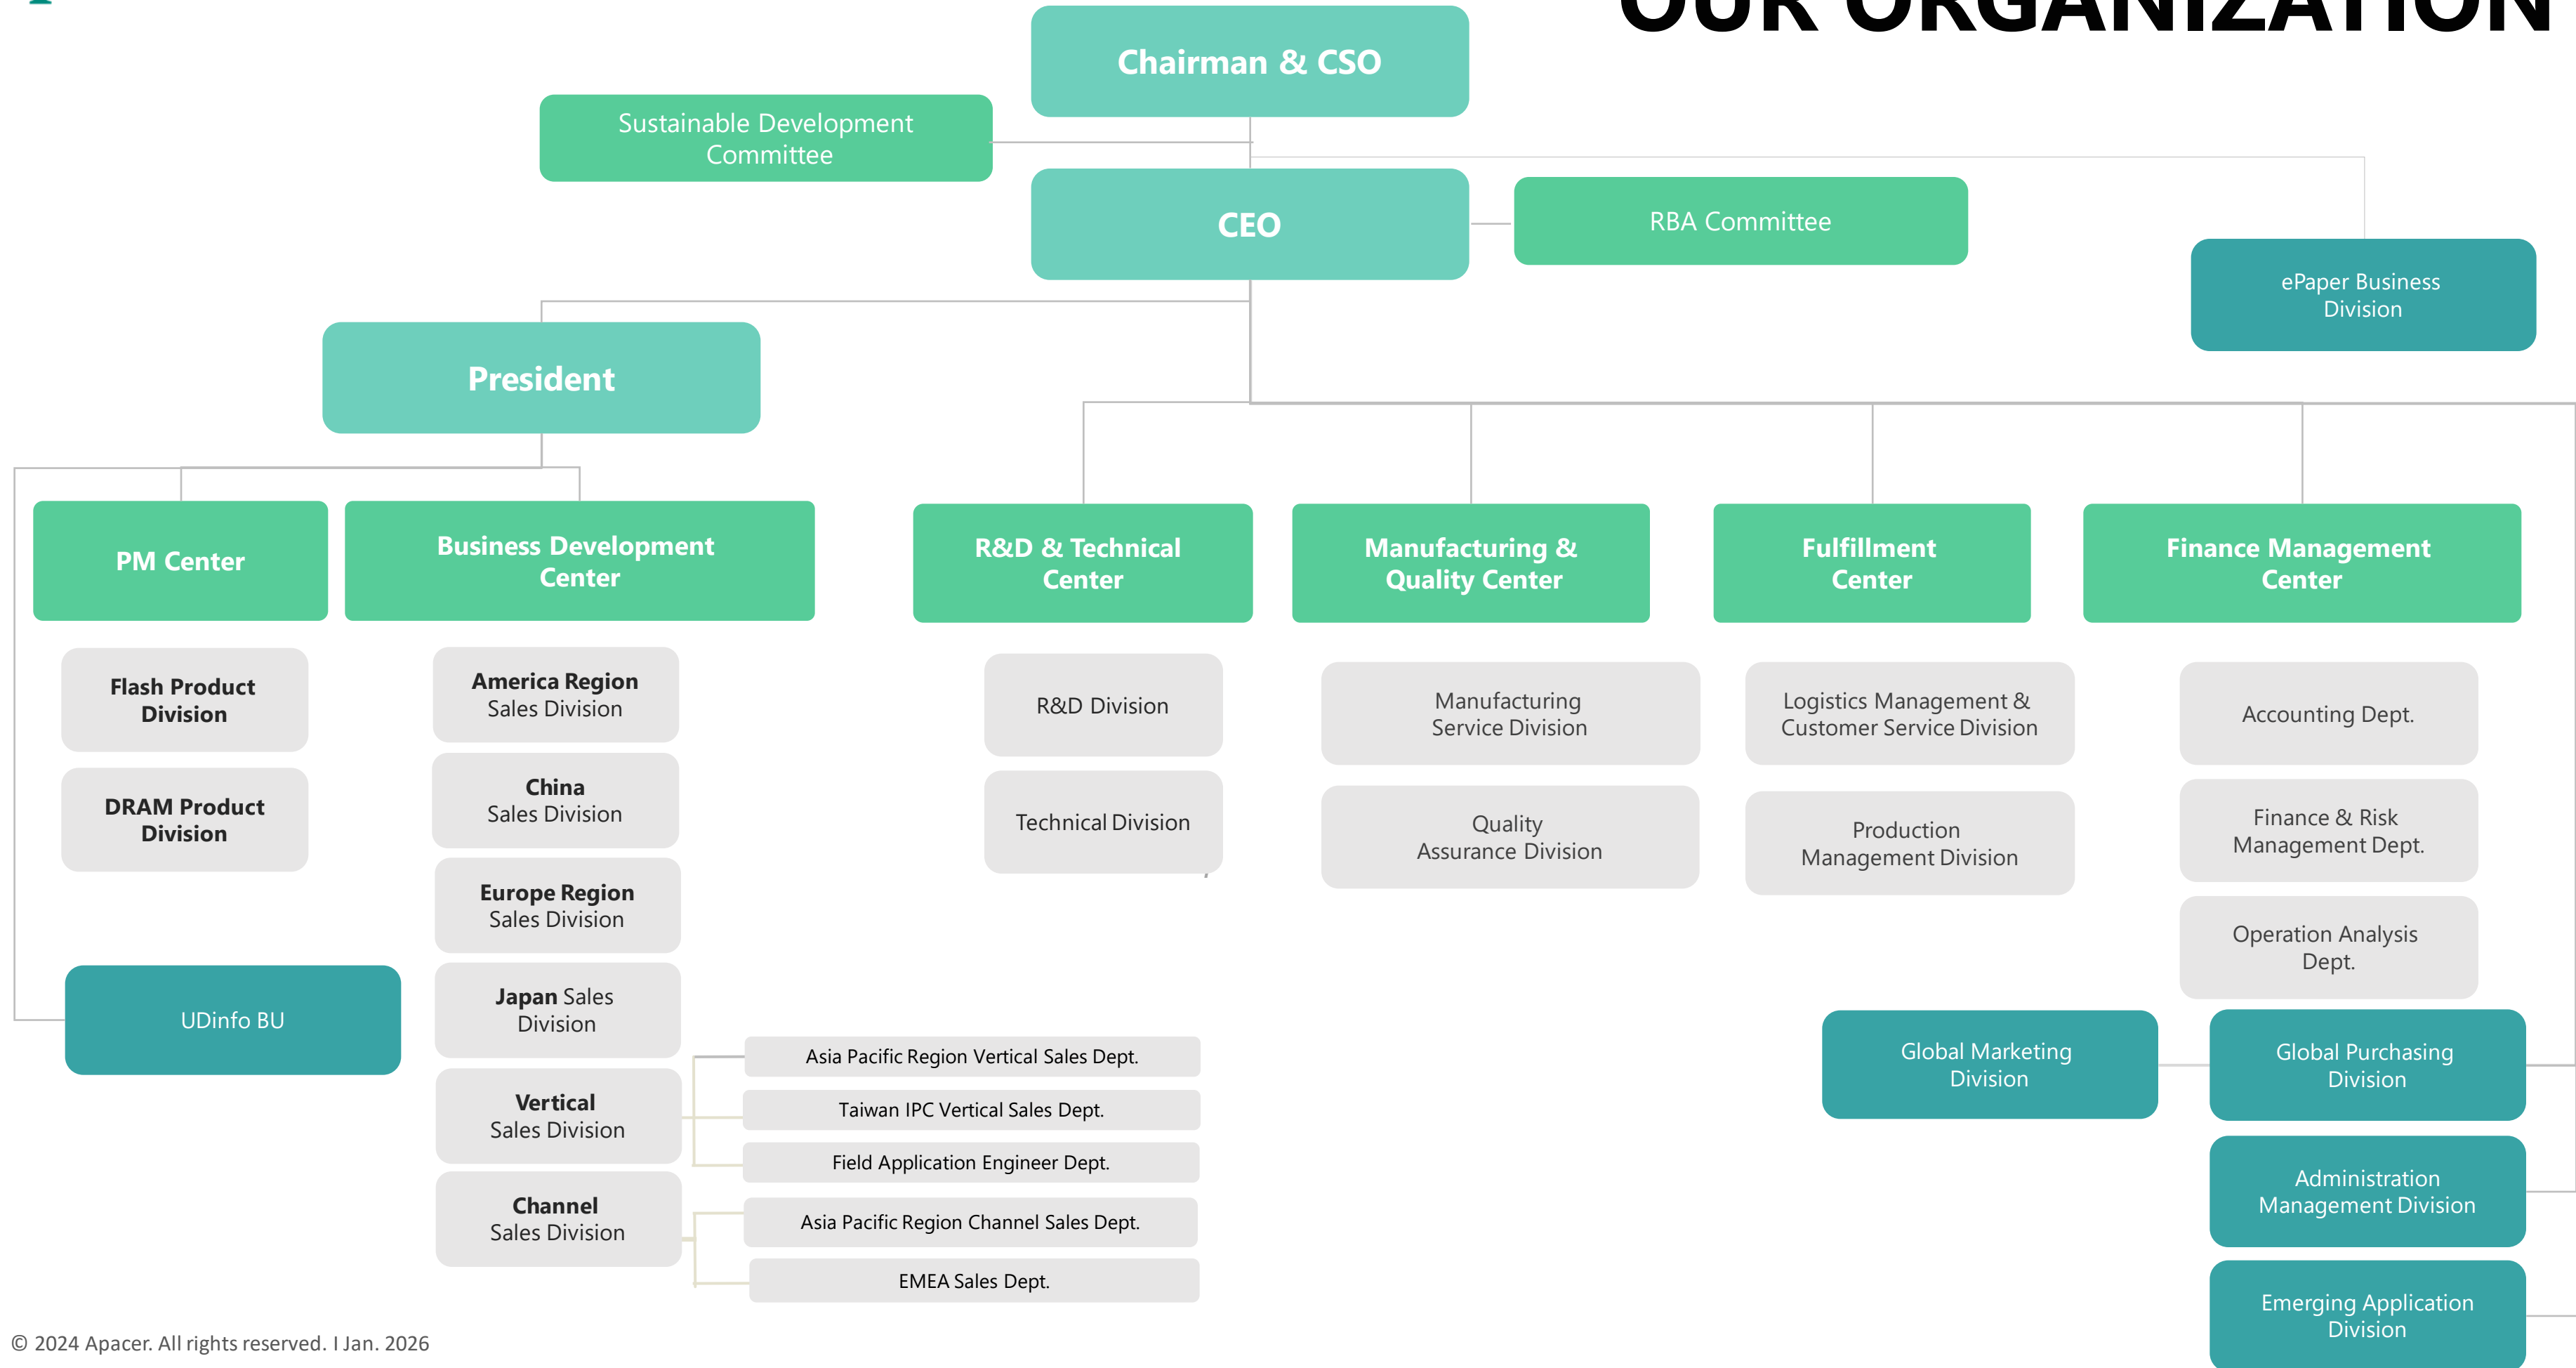 OUR ORGANIZATION
Chairman & CSO
Sustainable Development
Committee
CEO
RBA Committee
ePaper Business
Division
President
PM Center
Business Development
Center
R&D & Technical
Center
Manufacturing &
Quality Center
Fulfillment
Center
Finance Management
Center
Flash Product
Division
DRAM Product
Division
UDinfo BU
America Region
Sales Division
China
Sales Division
Europe Region
Sales Division
Japan Sales
Division
Vertical
Sales Division
Channel
Sales Division
Asia Pacific Region Vertical Sales Dept.
Taiwan IPC Vertical Sales Dept.
Field Application Engineer Dept.
Asia Pacific Region Channel Sales Dept.
EMEA Sales Dept.
R&D Division
Technical Division
Manufacturing
Service Division
Quality
Assurance Division
Logistics Management &
Customer Service Division
Production
Management Division
Accounting Dept.
Finance & Risk
Management Dept.
Operation Analysis
Dept.
Global Marketing
Division
Global Purchasing
Division
Administration
Management Division
Emerging Application
Division
© 2024 Apacer. All rights reserved. I Jan. 2026